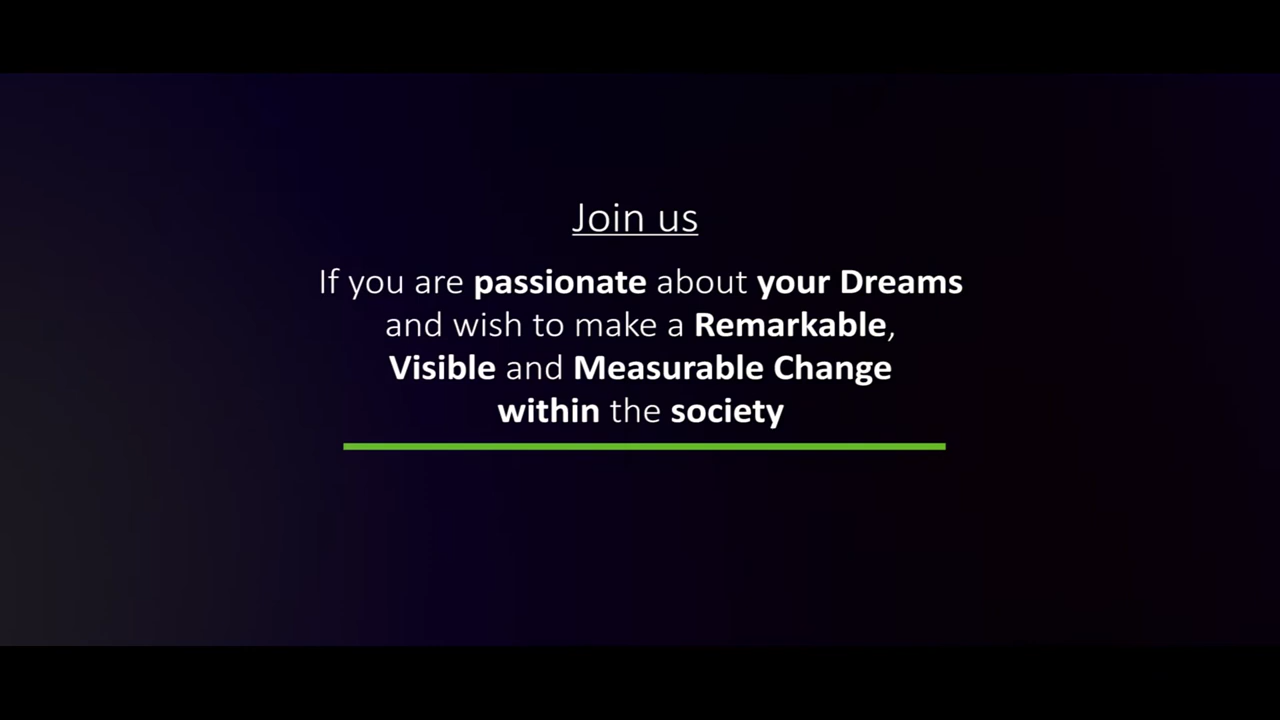 Join us
If you are passionate about your Dreams
and wish to make a Remarkable,
Visible and Measurable Change
within the society